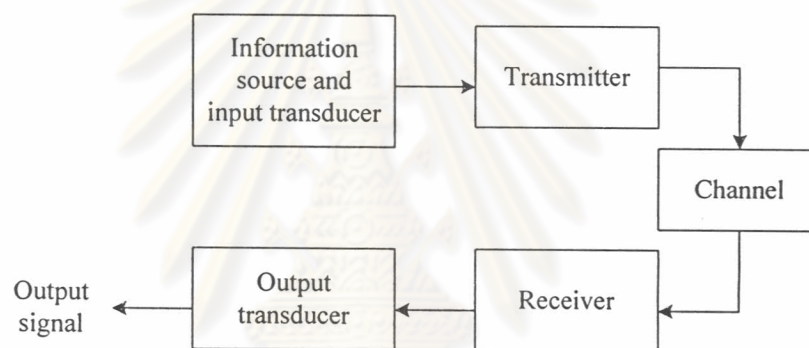 Information
source and
input transducer
Transmitter
Channel
Receiver
Output
transducer
Output
signal